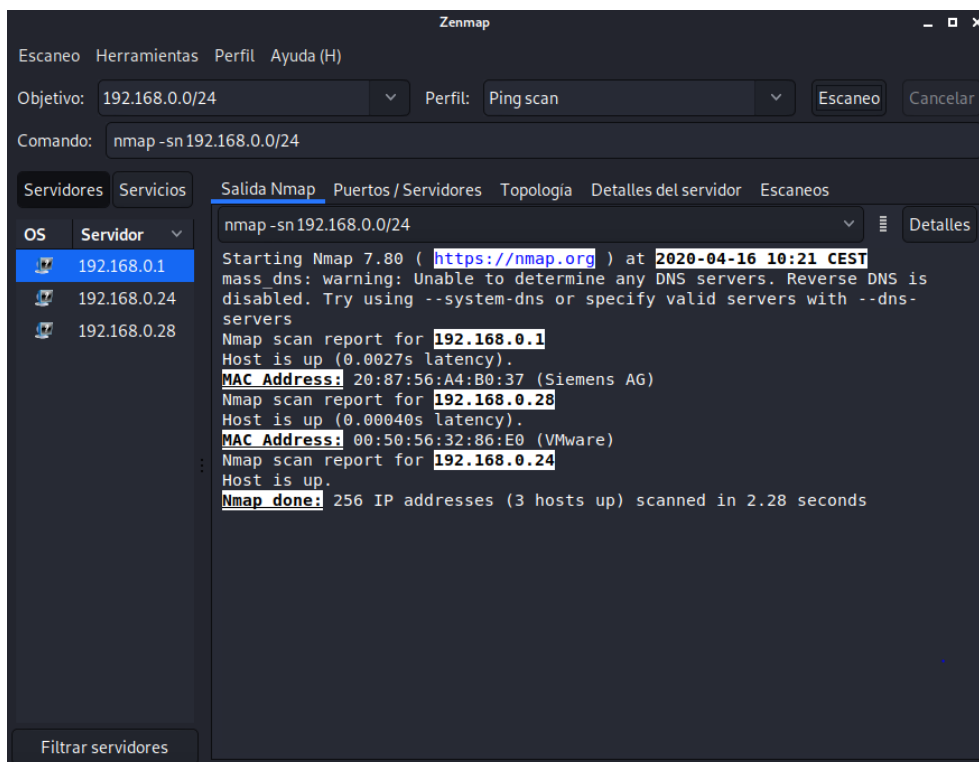 Zenmap
Escaneo Herramientas Perfil Ayuda (H)
Objetivo: 192.168.0.0/24 Perfil: Ping scan Escaneo Cancelar
Comando: nmap -sn 192.168.0.0/24
Servidores Servicios
OS Servidor
192.168.0.1
192.168.0.24
192.168.0.28
Filtrar servidores
Salida Nmap Puertos / Servidores Topología Detalles del servidor Escaneos
nmap -sn 192.168.0.0/24 Detalles
Starting Nmap 7.80 ( https://nmap.org ) at 2020-04-16 10:21 CEST
mass_dns: warning: Unable to determine any DNS servers. Reverse DNS is
disabled. Try using --system-dns or specify valid servers with --dns-
servers
Nmap scan report for 192.168.0.1
Host is up (0.0027s latency).
MAC Address: 20:87:56:A4:B0:37 (Siemens AG)
Nmap scan report for 192.168.0.28
Host is up (0.00040s latency).
MAC Address: 00:50:56:32:86:E0 (VMware)
Nmap scan report for 192.168.0.24
Host is up.
Nmap done: 256 IP addresses (3 hosts up) scanned in 2.28 seconds